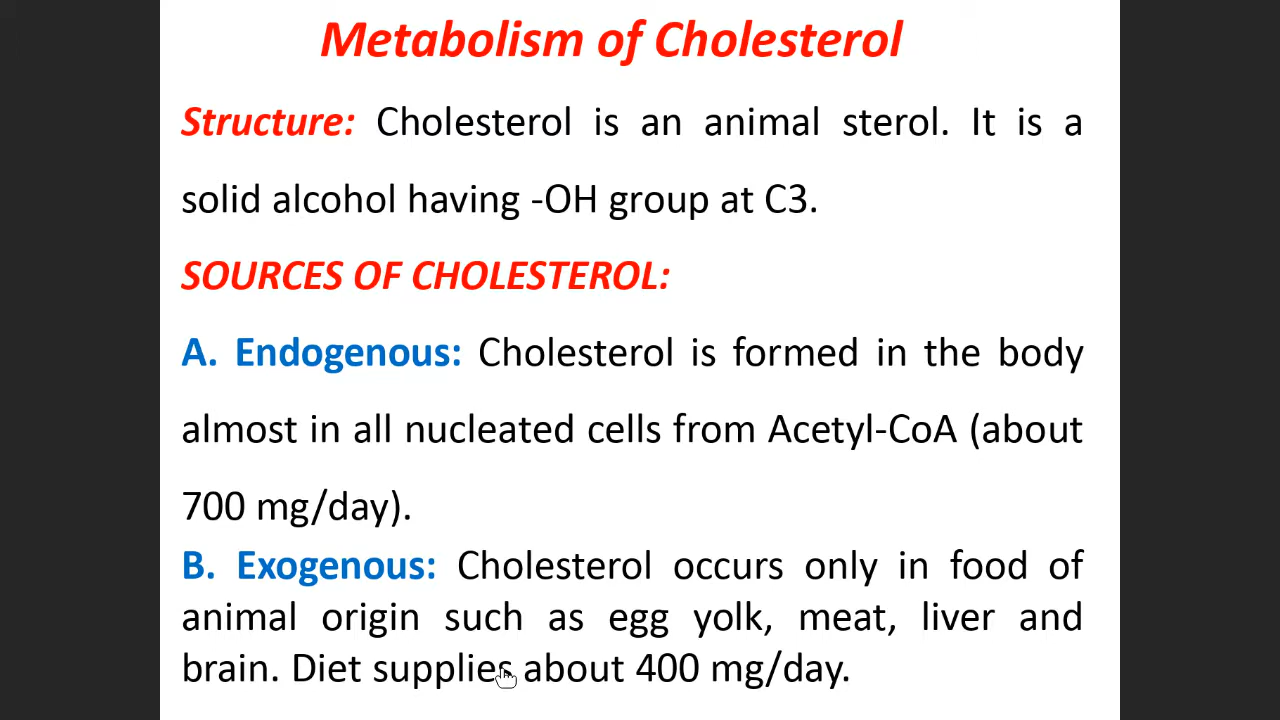 Metabolism of Cholesterol
Structure: Cholesterol is an animal sterol. It is a
solid alcohol having -OH group at C3.
SOURCES OF CHOLESTEROL:
A. Endogenous: Cholesterol is formed in the body
almost in all nucleated cells from Acetyl-CoA (about
700 mg/day).
B. Exogenous: Cholesterol occurs only in food of
animal origin such as egg yolk, meat, liver and
brain. Diet supplies about 400 mg/day.